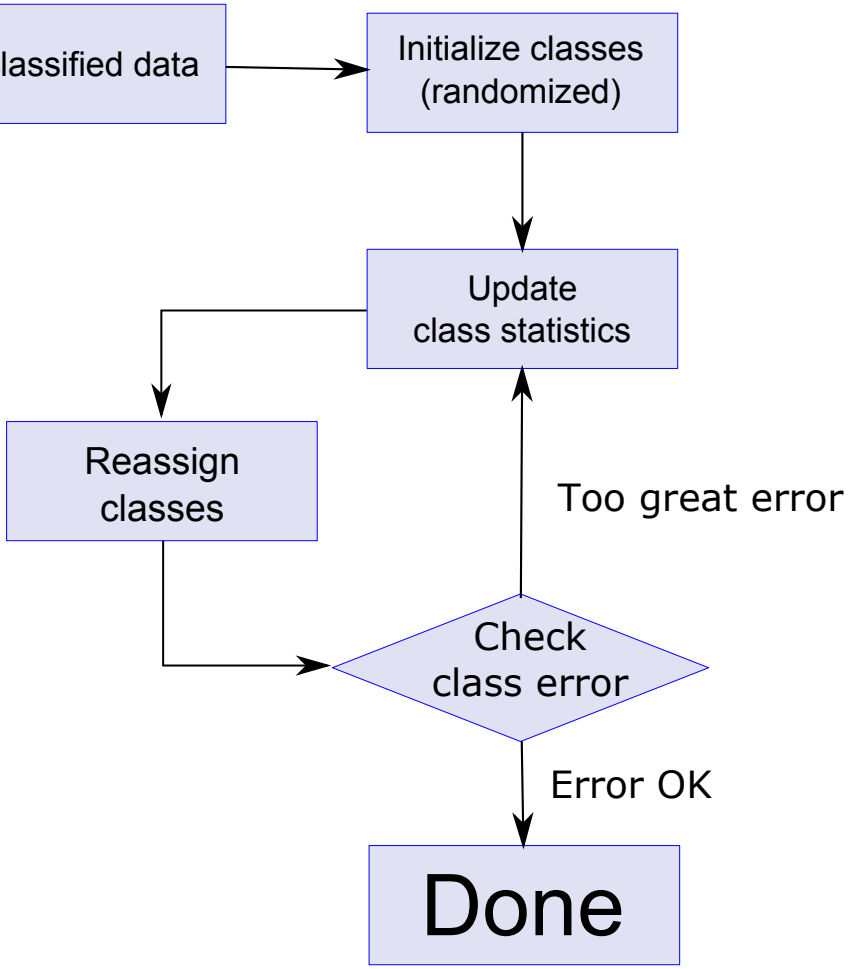 lassified data
Initialize classes
(randomized)
Update
class statistics
Reassign
classes
Too great error
Check
class error
Error OK
Done